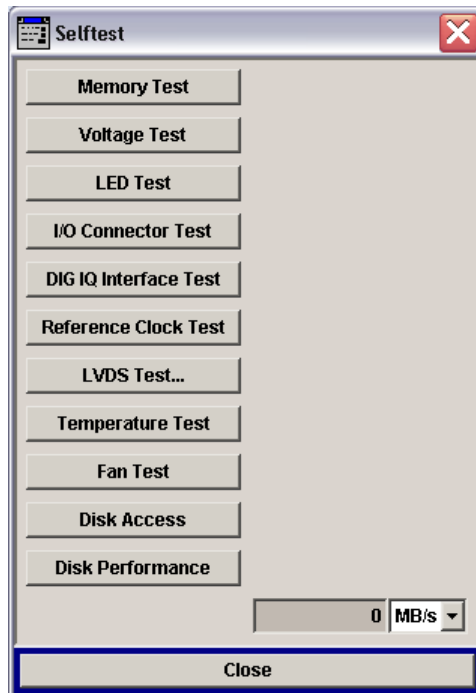 Selftest
Memory Test
Voltage Test
LED Test
I/O Connector Test
DIG IQ Interface Test
Reference Clock Test
LVDS Test...
Temperature Test
Fan Test
Disk Access
Disk Performance
0 MB/s
Close